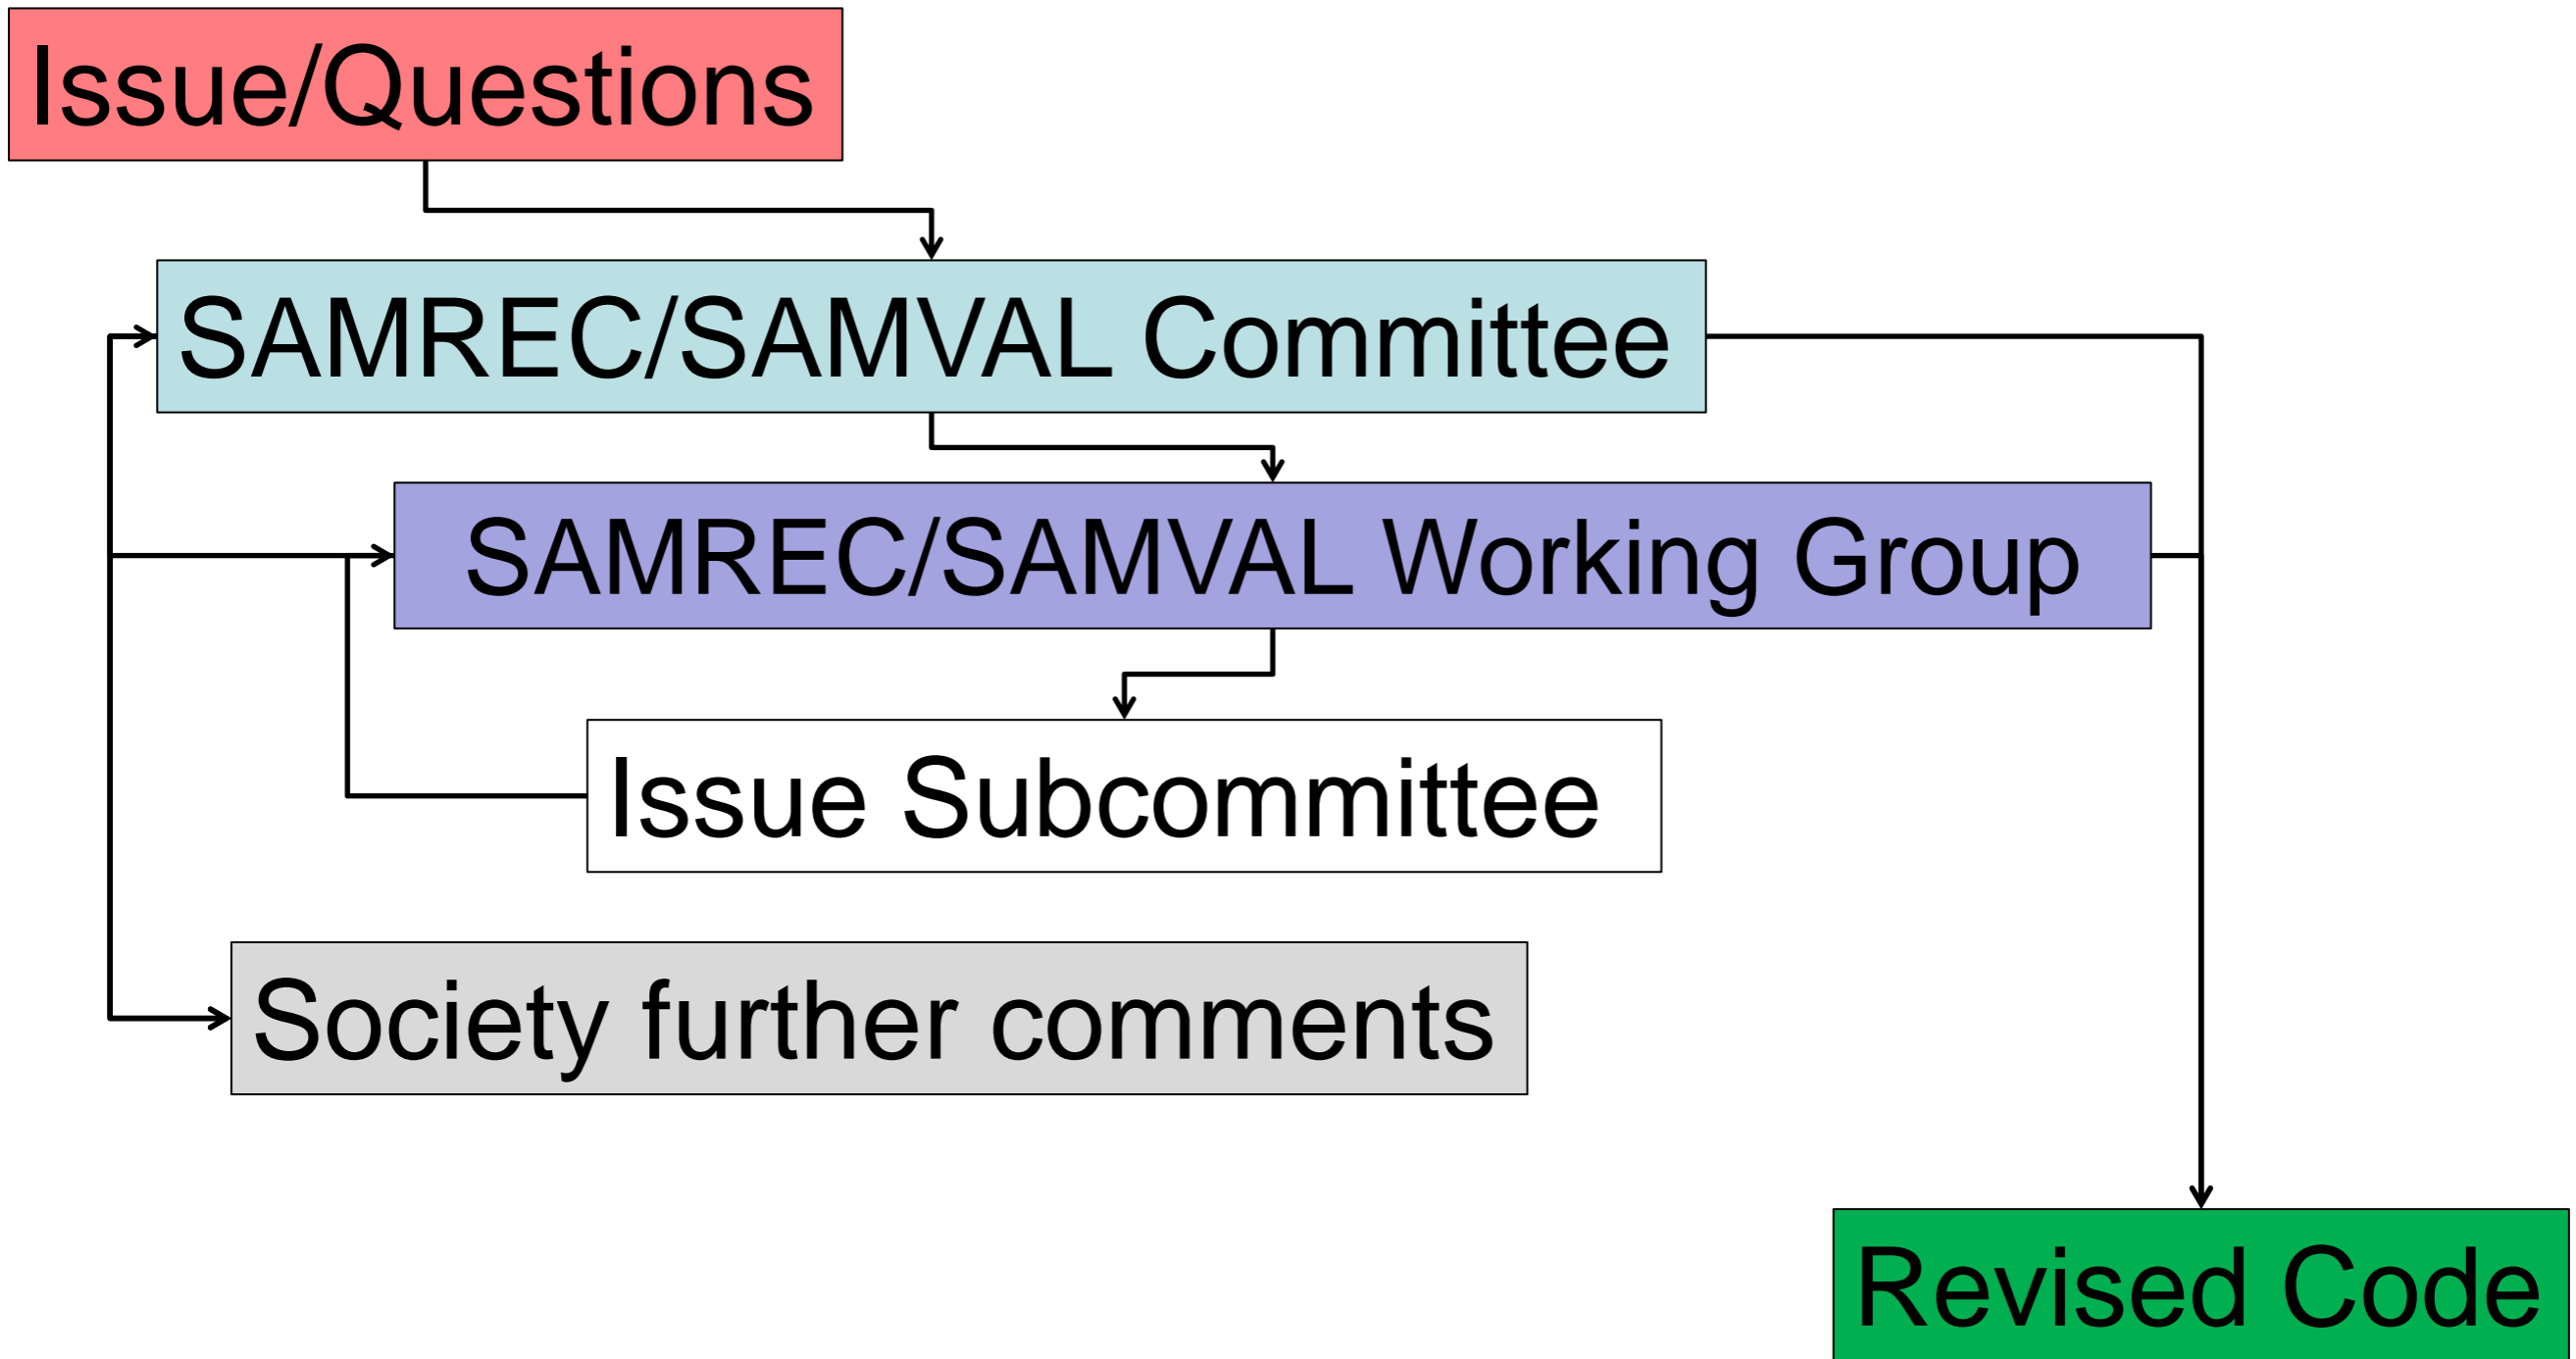 Issue/Questions
SAMREC/SAMVAL Committee
SAMREC/SAMVAL Working Group
Issue Subcommittee
Society further comments
Revised Code